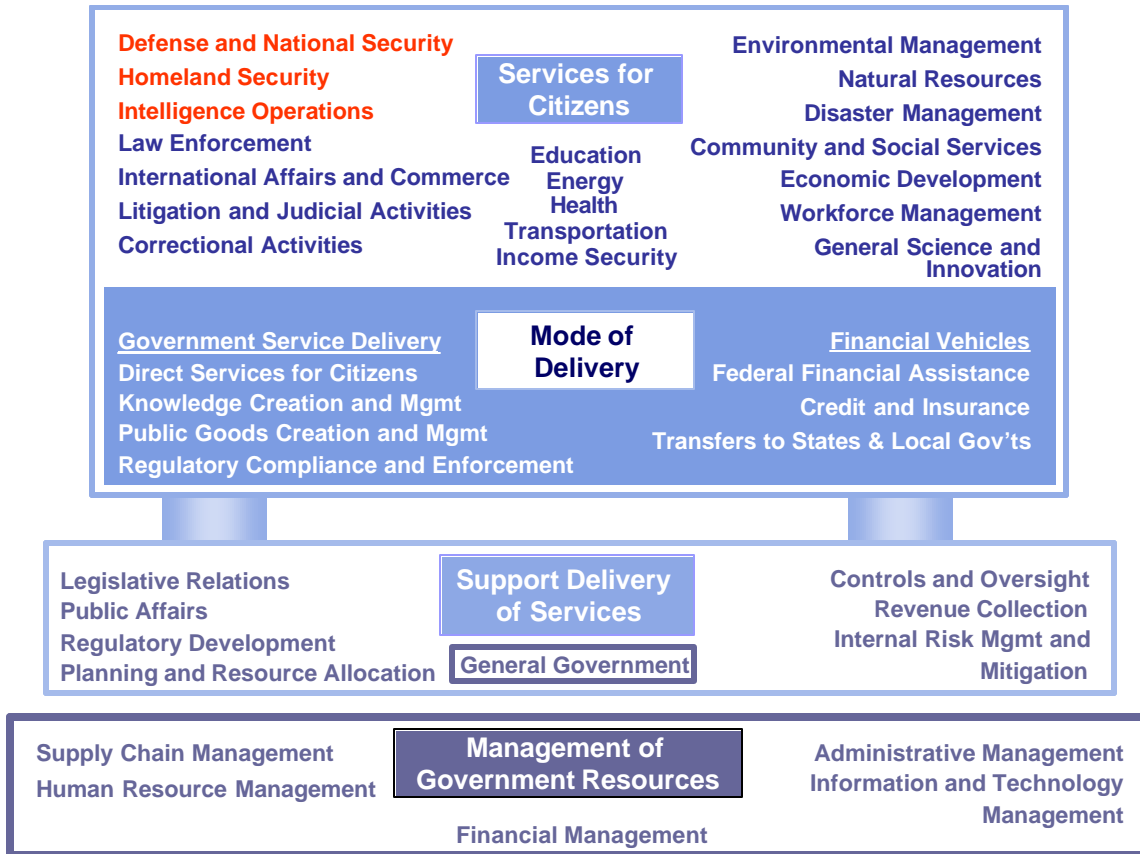 Defense and National Security
Homeland Security
Intelligence Operations
Law Enforcement
International Affairs and Commerce
Litigation and Judicial Activities
Correctional Activities
Services for
Citizens
Education
Energy
Health
Transportation
Income Security
Environmental Management
Natural Resources
Disaster Management
Community and Social Services
Economic Development
Workforce Management
General Science and
Innovation
Government Service Delivery
Direct Services for Citizens
Knowledge Creation and Mgmt
Public Goods Creation and Mgmt
Regulatory Compliance and Enforcement
Mode of
Delivery
Financial Vehicles
Federal Financial Assistance
Credit and Insurance
Transfers to States & Local Gov’ts
Legislative Relations
Public Affairs
Regulatory Development
Planning and Resource Allocation
Support Delivery
of Services
General Government
Controls and Oversight
Revenue Collection
Internal Risk Mgmt and
Mitigation
Supply Chain Management
Human Resource Management
Management of
Government Resources
Financial Management
Administrative Management
Information and Technology
Management